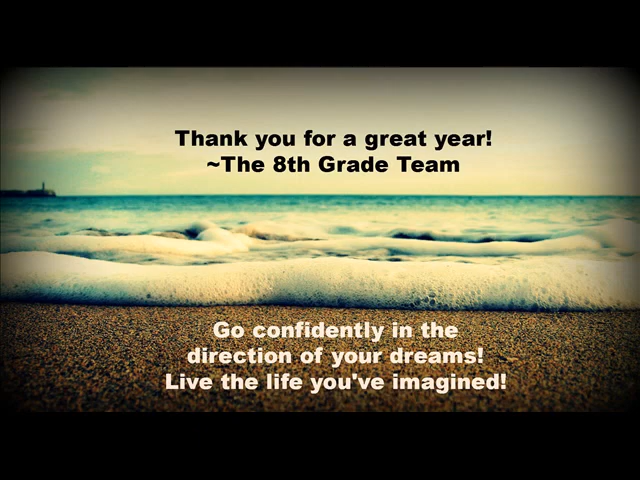 Thank you for a great year!
~The 8th Grade Team
Go confidently in the
direction of your dreams!
Live the life you've imagined!